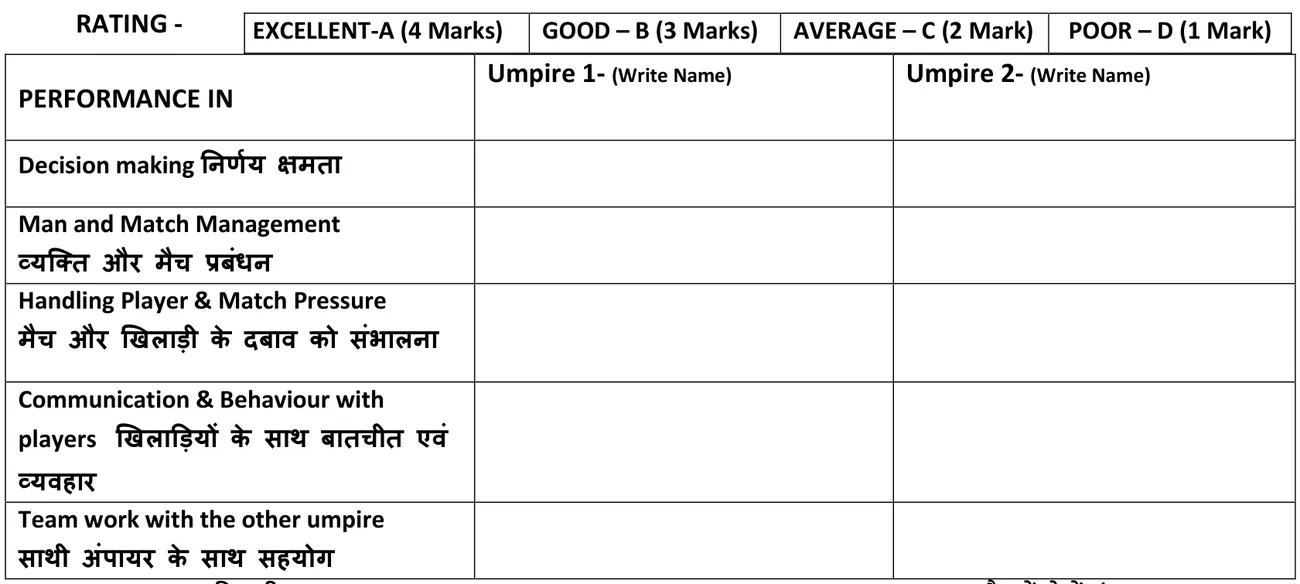 RATING -
EXCELLENT-A (4 Marks) GOOD – B (3 Marks) AVERAGE – C (2 Mark) POOR – D (1 Mark)
PERFORMANCE IN Umpire 1- (Write Name) Umpire 2- (Write Name)
Decision making निर्णय क्षमता
Man and Match Management
व्यक्ति और मैच प्रबंधन
Handling Player & Match Pressure
मैच और खिलाड़ी के दबाव को संभालना
Communication & Behaviour with
players खिलाड़ियों के साथ बातचीत एवं
व्यवहार
Team work with the other umpire
साथी अंपायर के साथ सहयोग